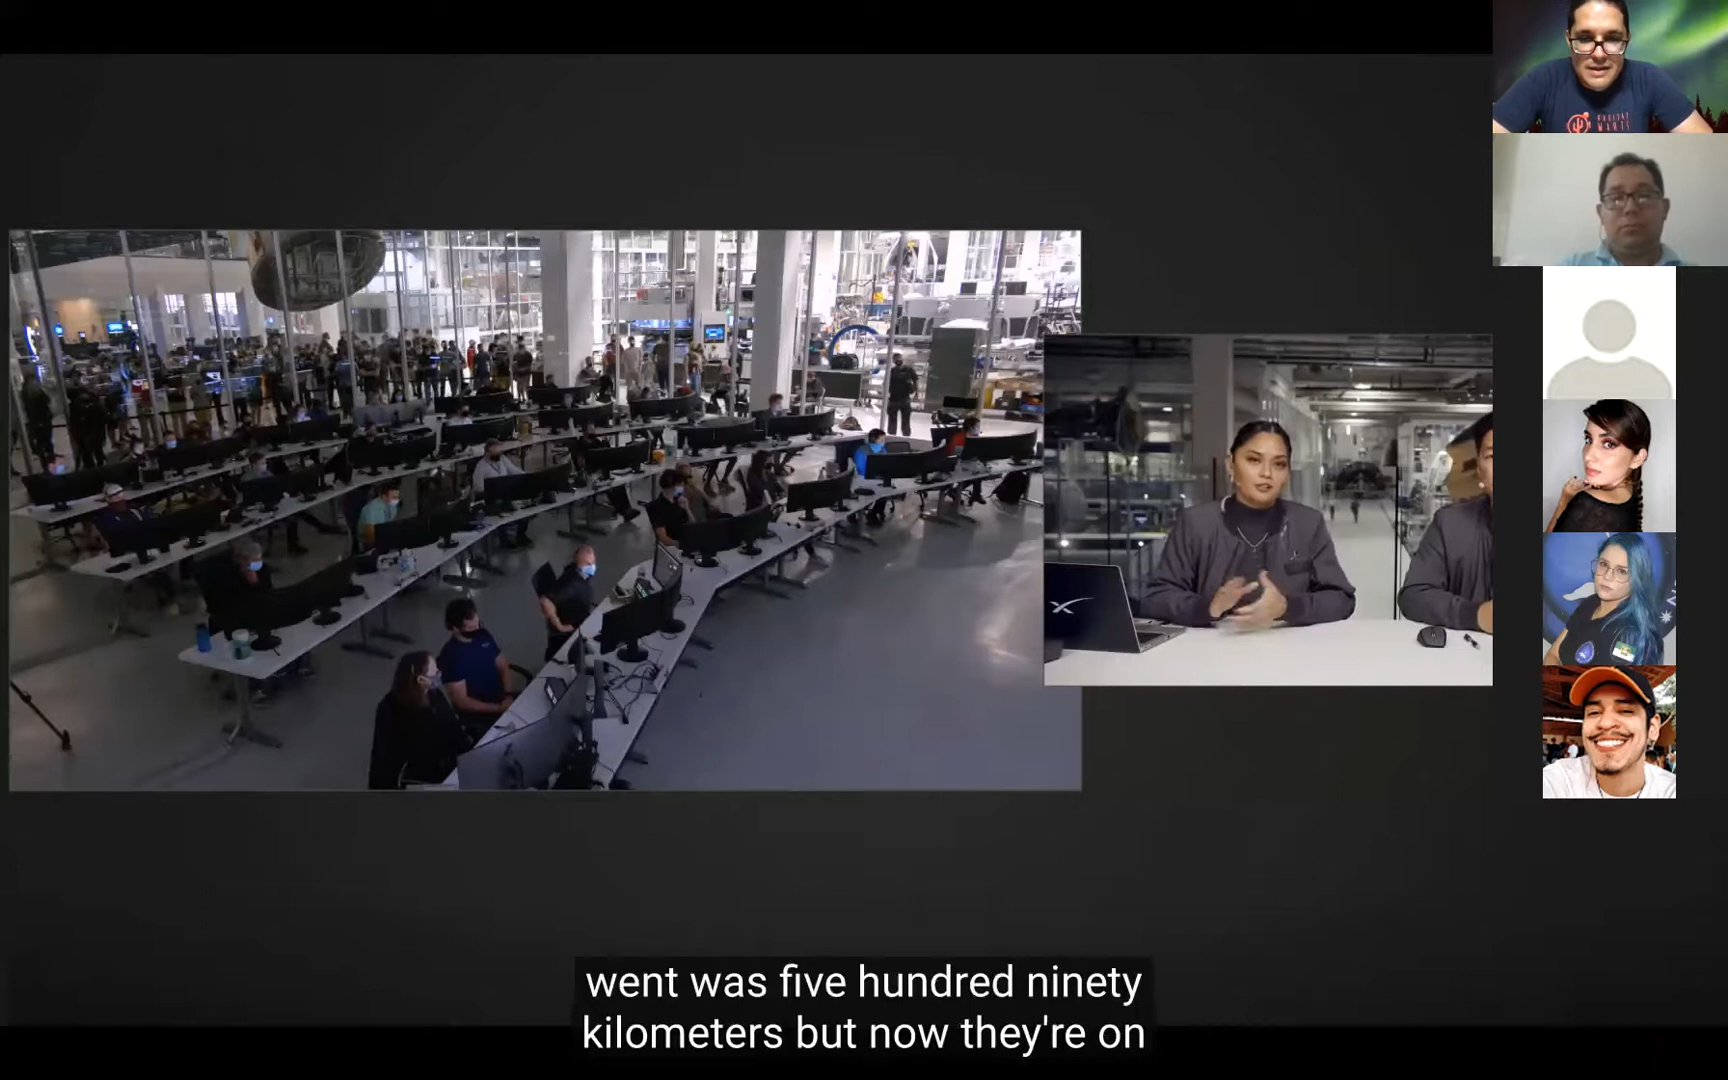 went was five hundred ninety
kilometers but now they're on